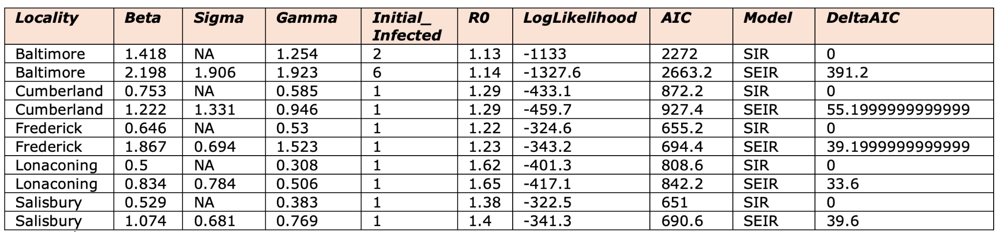 Locality Beta Sigma Gamma Initial_ R0 LogLikelihood AIC Model DeltaAIC
Infected
Baltimore 1.418 NA 1.254 2 1.13 -1133 2272 SIR 0
Baltimore 2.198 1.906 1.923 6 1.14 -1327.6 2663.2 SEIR 391.2
Cumberland 0.753 NA 0.585 1 1.29 -433.1 872.2 SIR 0
Cumberland 1.222 1.331 0.946 1 1.29 -459.7 927.4 SEIR 55.1999999999999
Frederick 0.646 NA 0.53 1 1.22 -324.6 655.2 SIR 0
Frederick 1.867 0.694 1.523 1 1.23 -343.2 694.4 SEIR 39.1999999999999
Lonaconing 0.5 NA 0.308 1 1.62 -401.3 808.6 SIR 0
Lonaconing 0.834 0.784 0.506 1 1.65 -417.1 842.2 SEIR 33.6
Salisbury 0.529 NA 0.383 1 1.38 -322.5 651 SIR 0
Salisbury 1.074 0.681 0.769 1 1.4 -341.3 690.6 SEIR 39.6